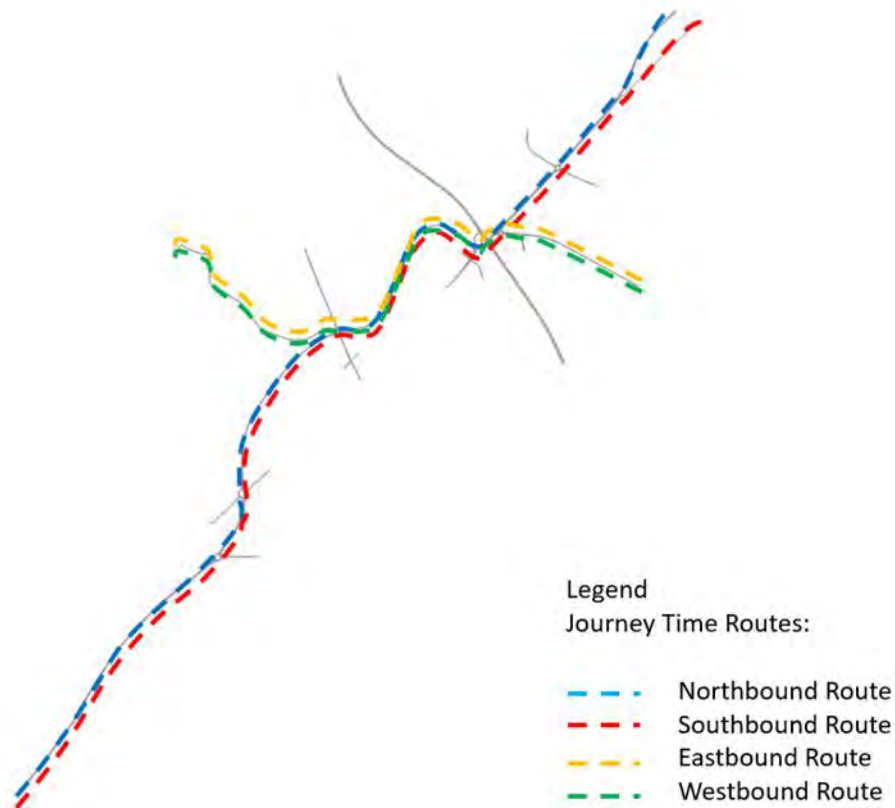 Legend
Journey Time Routes:
Northbound Route
Southbound Route
Eastbound Route
Westbound Route